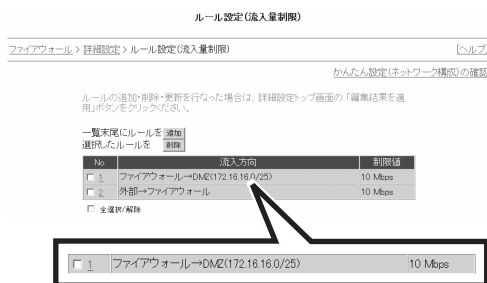 ルール設定(流入量制限)
ファイアウォール > 詳細設定 > ルール設定(流入量制限)
[ヘルプ
かんたん設定(ネットワーク構成)の確認
ルールの追加・削除・更新を行なった場合は、詳細設定トップ画面の「編集結果を適
用」ボタンをクリックください。
一覧末尾にルールを 追加
選択したルールを 削除
No. 流入方向 制限値
1 ファイアウォール→DMZ(172.16.16.0/25) 10 Mbps
2 外部→ファイアウォール 10 Mbps
全選択/解除
1 ファイアウォール→DMZ(172.16.16.0/25) 10 Mbps